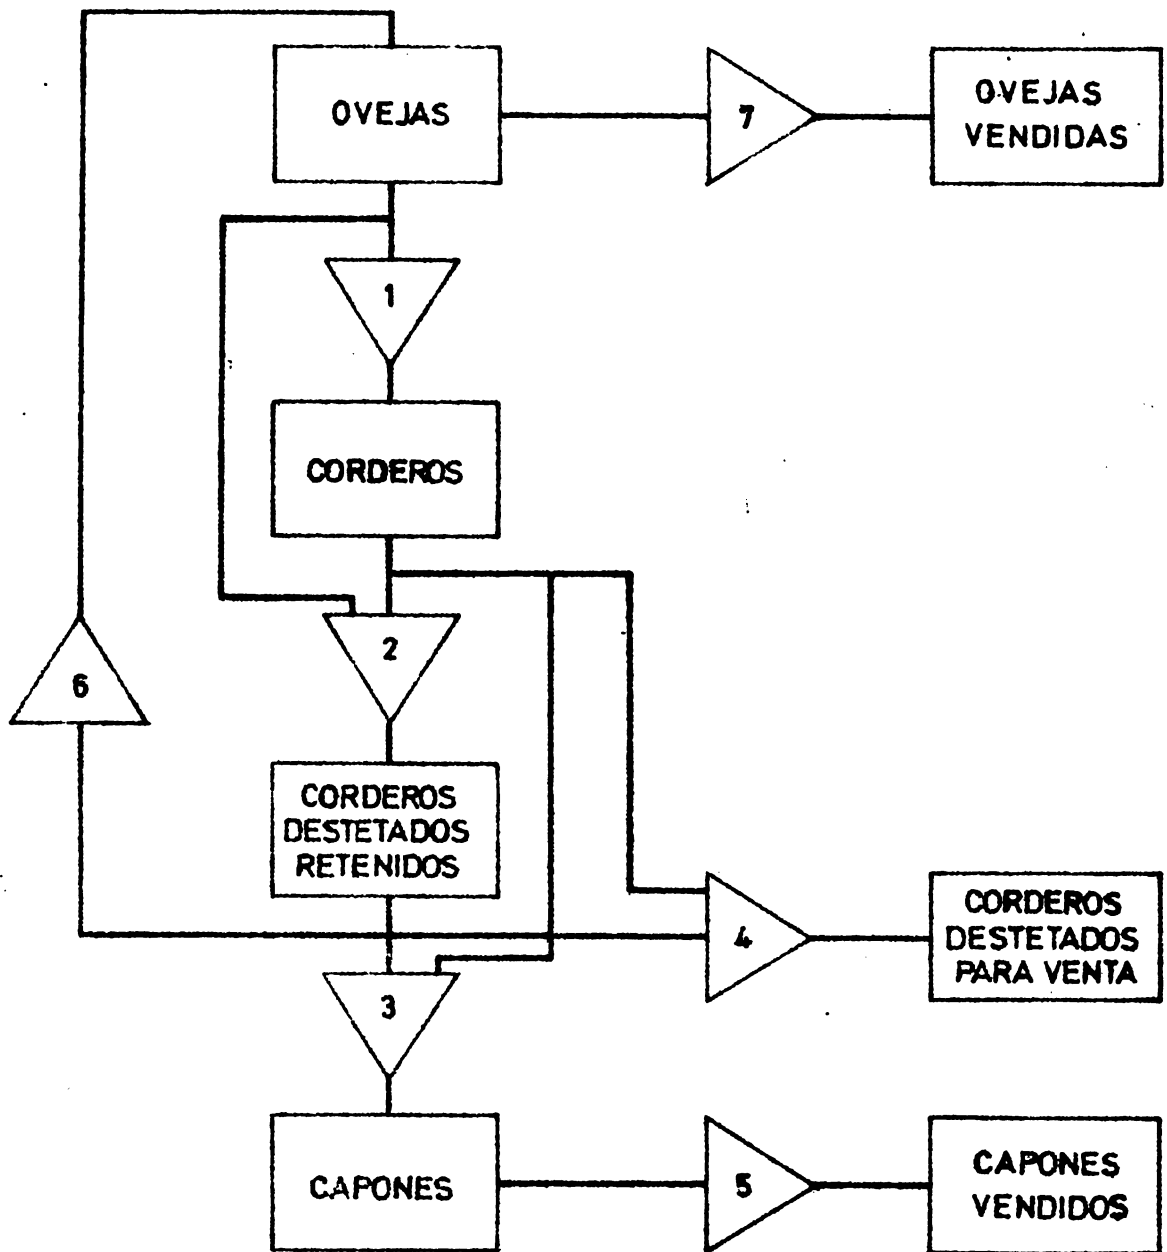 OVEJAS
7
OVEJAS
VENDIDAS
1
CORDEROS
2
6
CORDEROS
DESTETADOS
RETENIDOS
4
CORDEROS
DESTETADOS
PARA VENTA
3
CAPONES
5
CAPONES
VENDIDOS